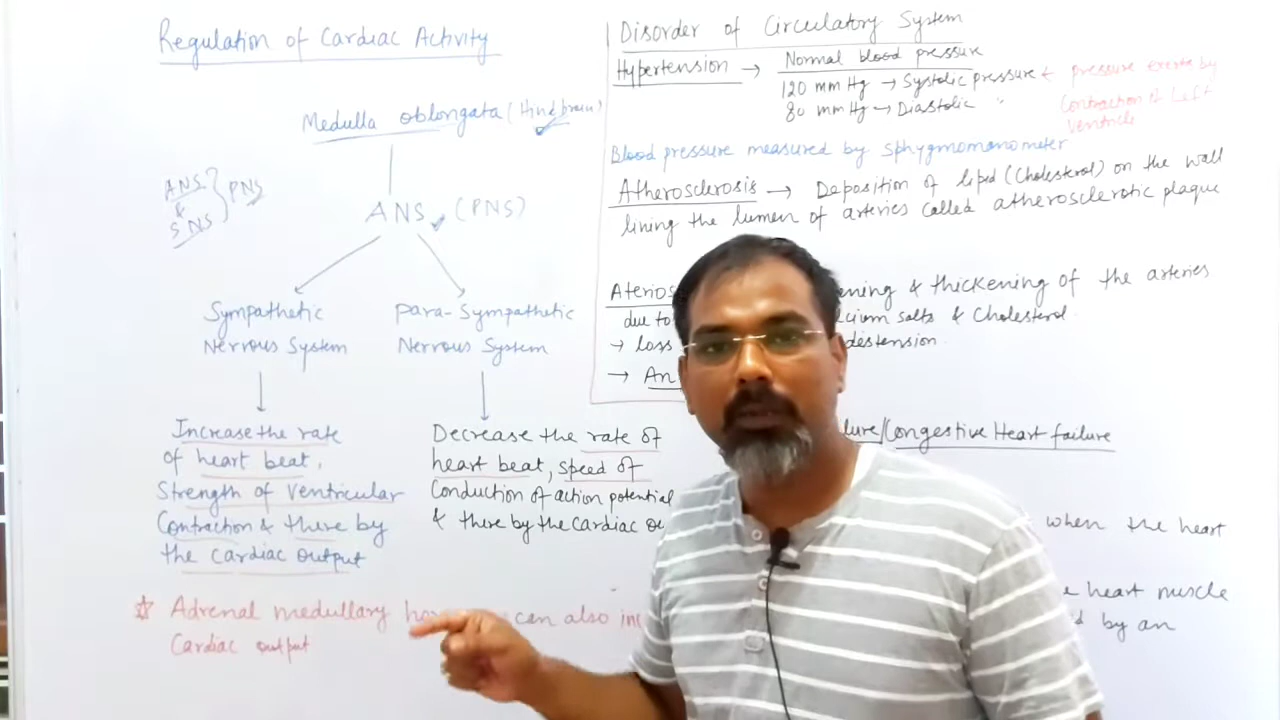 Regulation of Cardiac Activity
Medulla oblongata (Hindbrain)
ANS
&
SNS
PNS
ANS (PNS)
Sympathetic
Nervous System
Para-Sympathetic
Nervous System
Increase the rate
of heart beat,
Strength of Ventricular
Contraction & there by
the cardiac output
Decrease the rate of
heart beat, speed of
Conduction of action potential
& there by the cardiac
☆ Adrenal medullary can also
Cardiac output
Disorder of Circulatory System
Hypertension → Normal blood pressure
120 mm Hg → Systolic pressure ← pressure exerte by
80 mm Hg → Diastolic "
Contraction of Left
Ventricle
Blood pressure measured by Sphygmomanometer
Atherosclerosis → Deposition of lipid (Cholesterol) on the wall
lining the lumen of arteries called atherosclerotic plaque
& thickening of the arteries
due to salts & Cholesterol
→ loss destension
→ An
/Congestive Heart failure
when the heart
heart muscle
by an